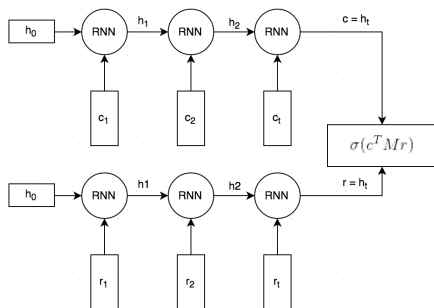 h₁ h₂ c = hₜ
h₀ RNN RNN RNN
c₁ c₂ cₜ
σ(cᵀMr)
h1 h2 r = hₜ
h₀ RNN RNN RNN
r₁ r₂ rₜ